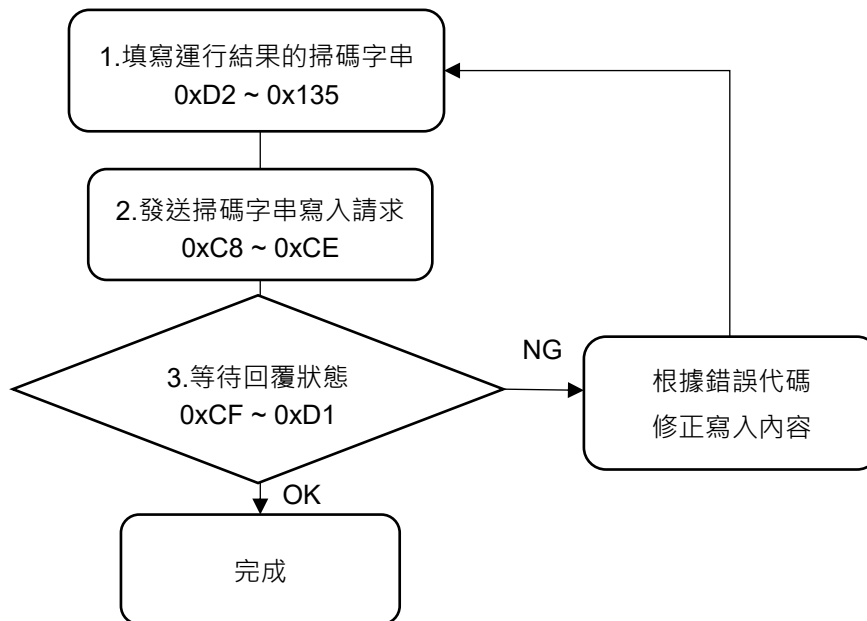 1.填寫運行結果的掃碼字串
0xD2 ~ 0x135
2.發送掃碼字串寫入請求
0xC8 ~ 0xCE
3.等待回覆狀態
0xCF ~ 0xD1
NG
根據錯誤代碼
修正寫入內容
OK
完成